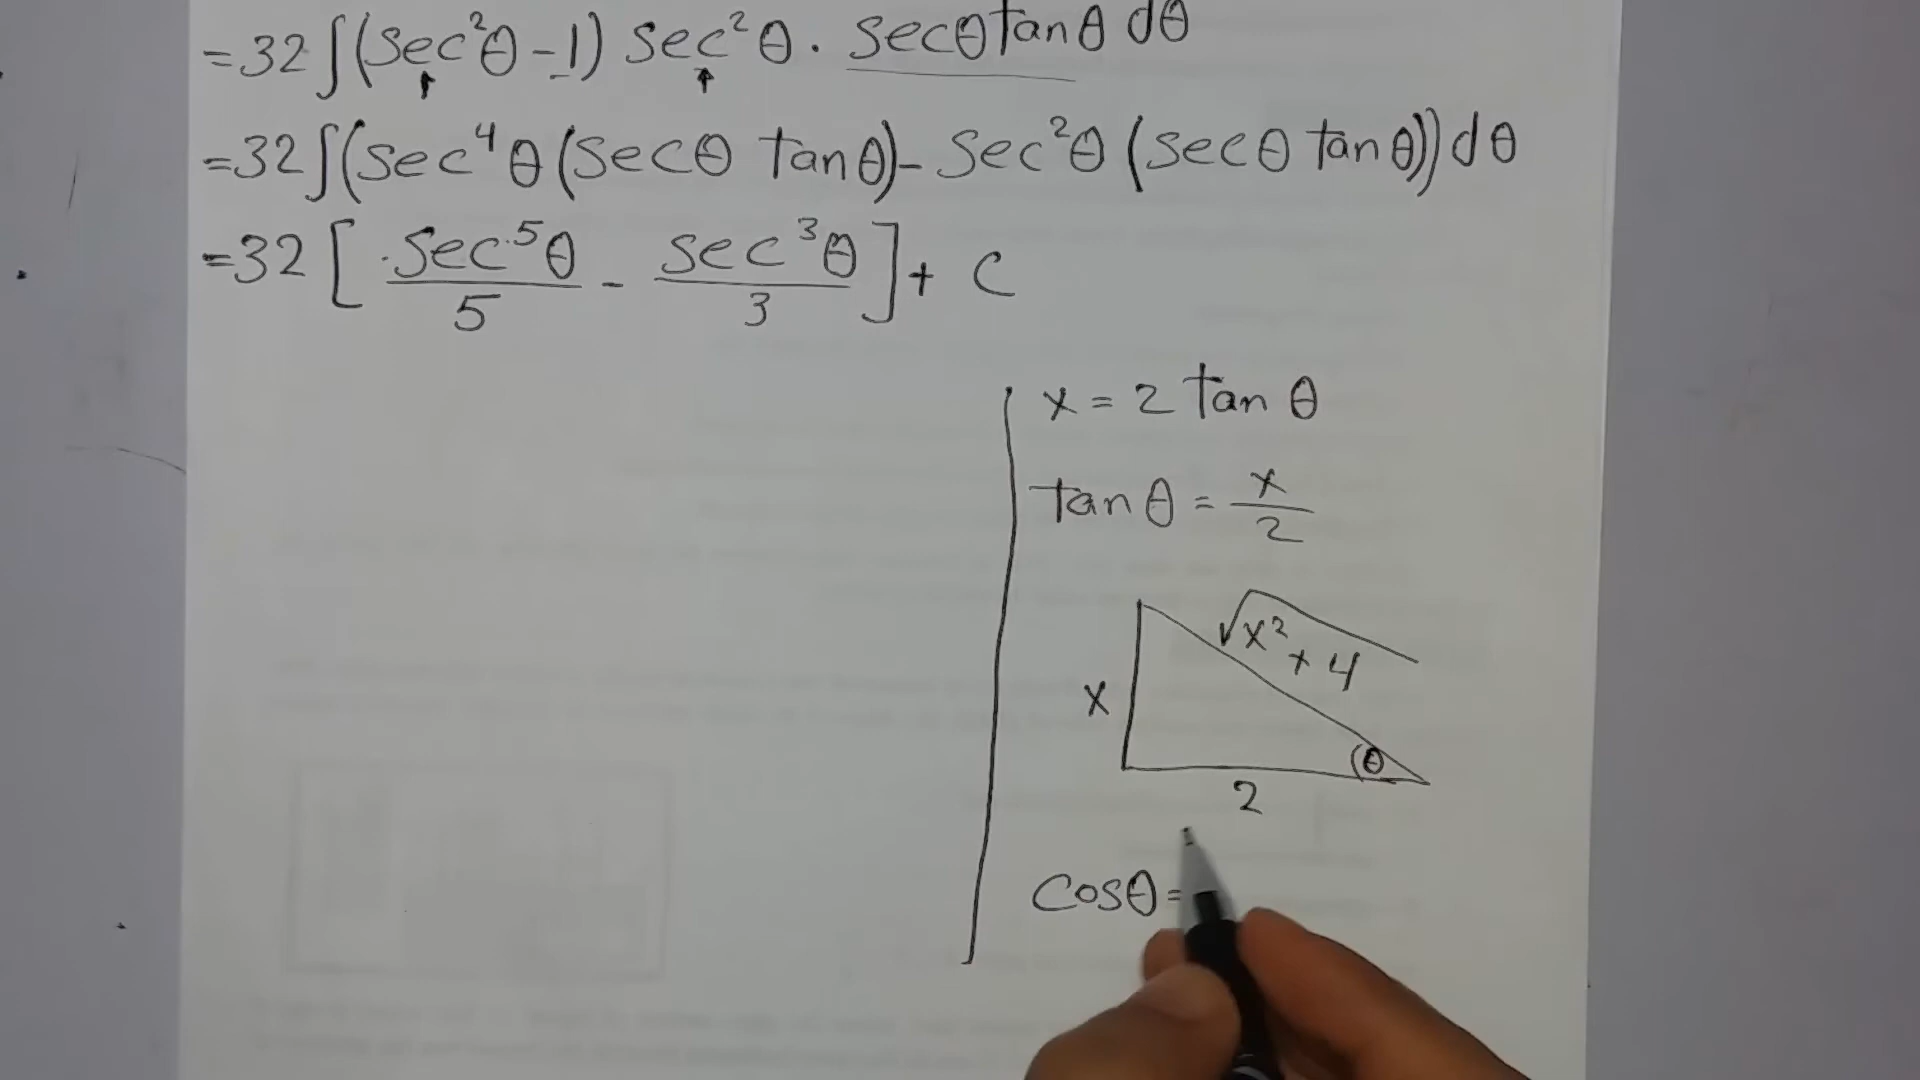 =32∫(sec²θ-1) sec²θ · secθtanθ dθ
=32∫(sec⁴θ(secθ tanθ)- sec²θ(secθ tanθ))dθ
=32[ sec⁵θ/5 - sec³θ/3 ]+ C
x = 2 tan θ
tan θ = x/2
√x²+4
x
θ
2
cosθ=